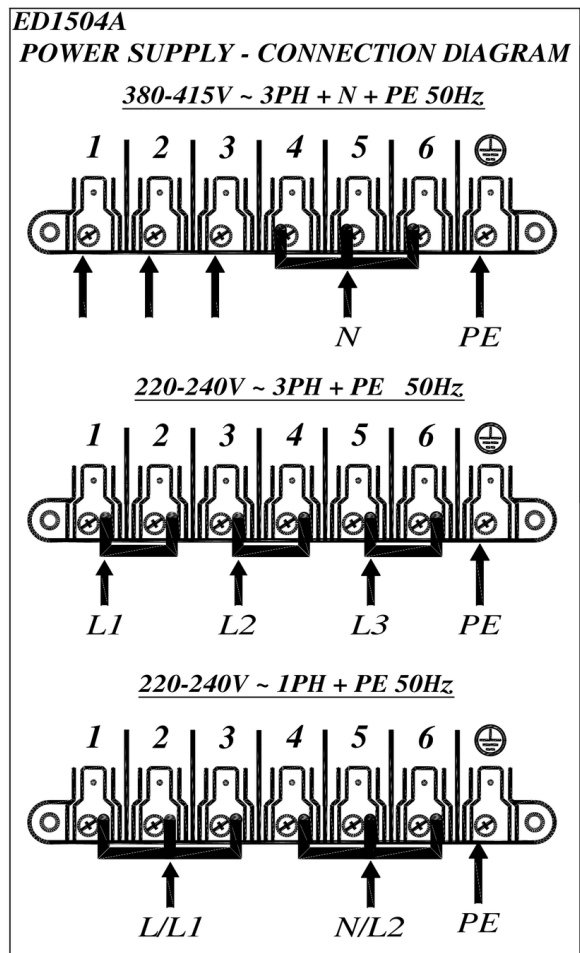 ED1504A
POWER SUPPLY - CONNECTION DIAGRAM
380-415V ~ 3PH + N + PE 50Hz
1 2 3 4 5 6
N PE
220-240V ~ 3PH + PE 50Hz
1 2 3 4 5 6
L1 L2 L3 PE
220-240V ~ 1PH + PE 50Hz
1 2 3 4 5 6
L/L1 N/L2 PE